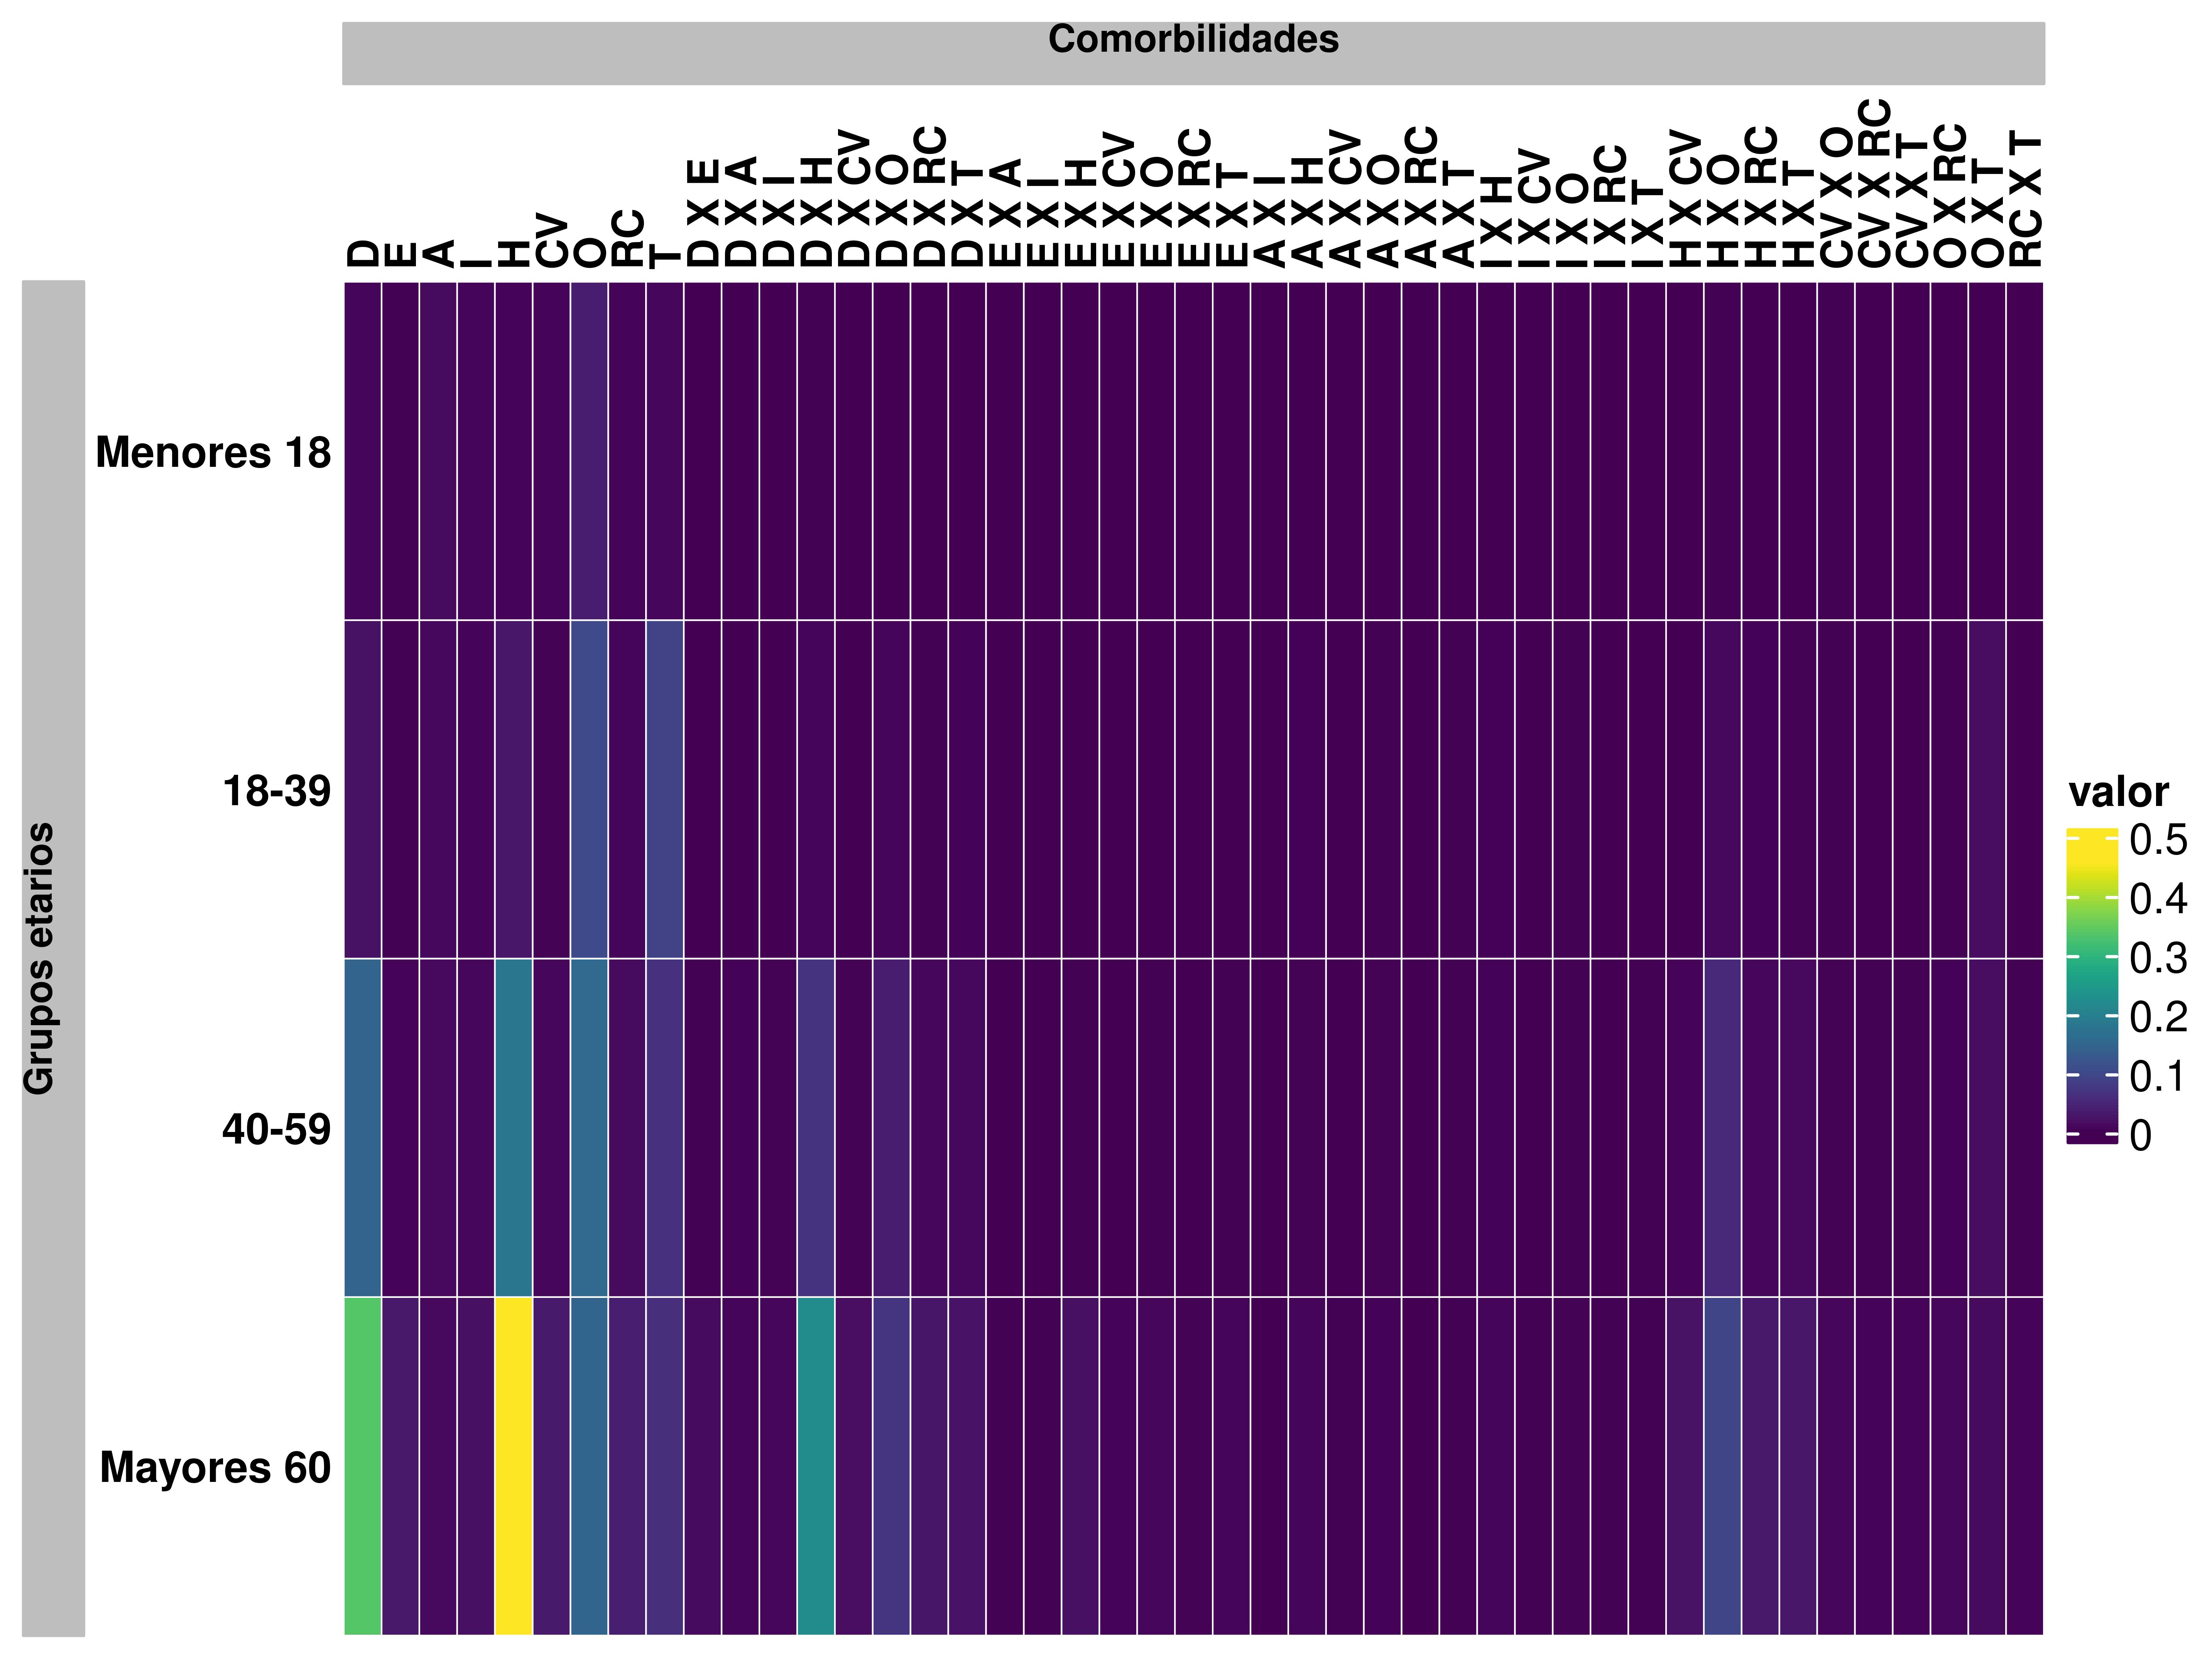 Comorbilidades
D
E
A
I
H
CV
O
RC
T
D X E
D X A
D X I
D X H
D X CV
D X O
D X RC
D X T
E X A
E X I
E X H
E X CV
E X O
E X RC
E X T
A X I
A X H
A X CV
A X O
A X RC
A X T
I X H
I X CV
I X O
I X RC
I X T
H X CV
H X O
H X RC
H X T
CV X O
CV X RC
CV X T
O X RC
O X T
RC X T
Grupos etarios
Menores 18
18-39
40-59
Mayores 60
valor
0.5
0.4
0.3
0.2
0.1
0